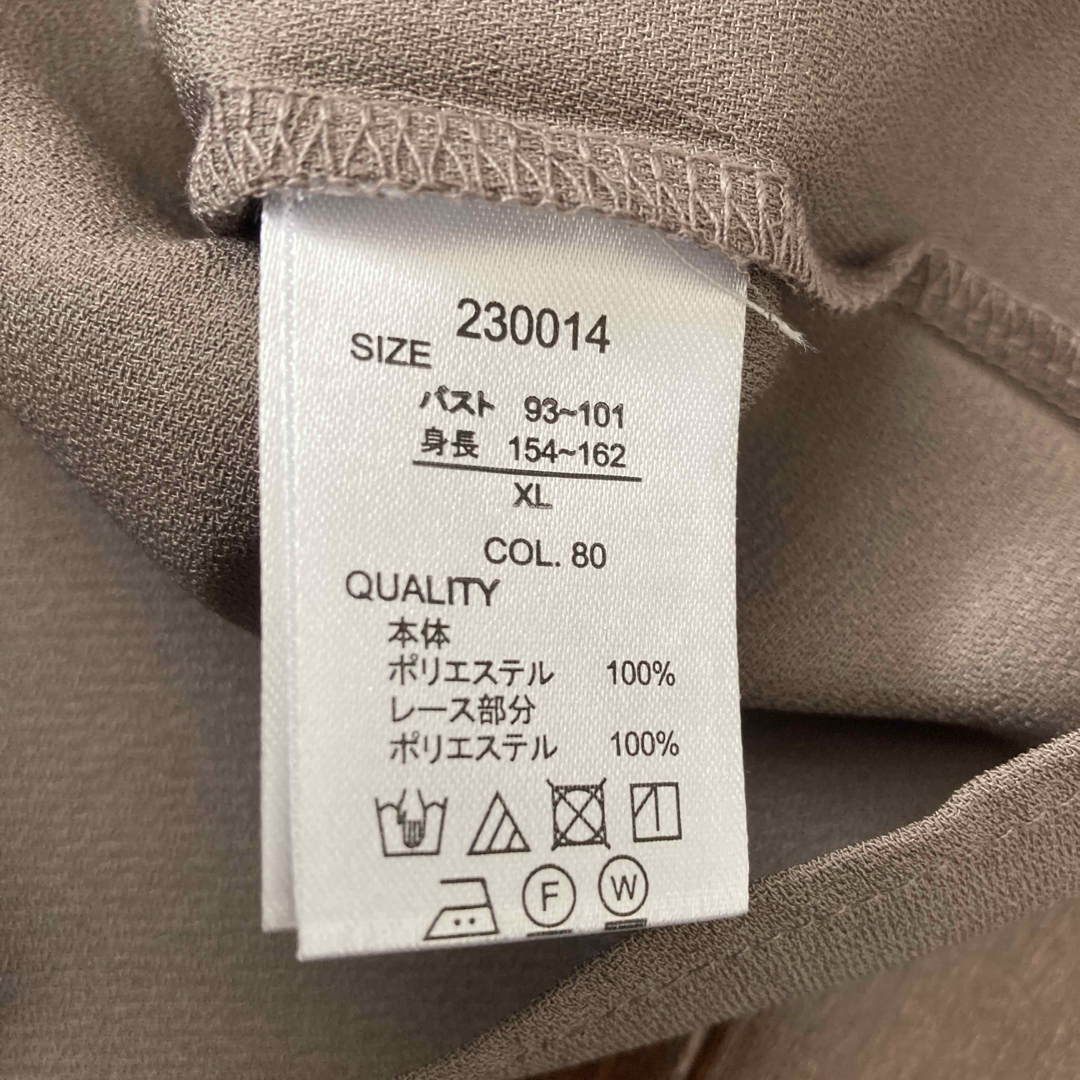 230014
SIZE
バスト 93~101
身長 154~162
XL
COL. 80
QUALITY
本体
ポリエステル 100%
レース部分
ポリエステル 100%
F W